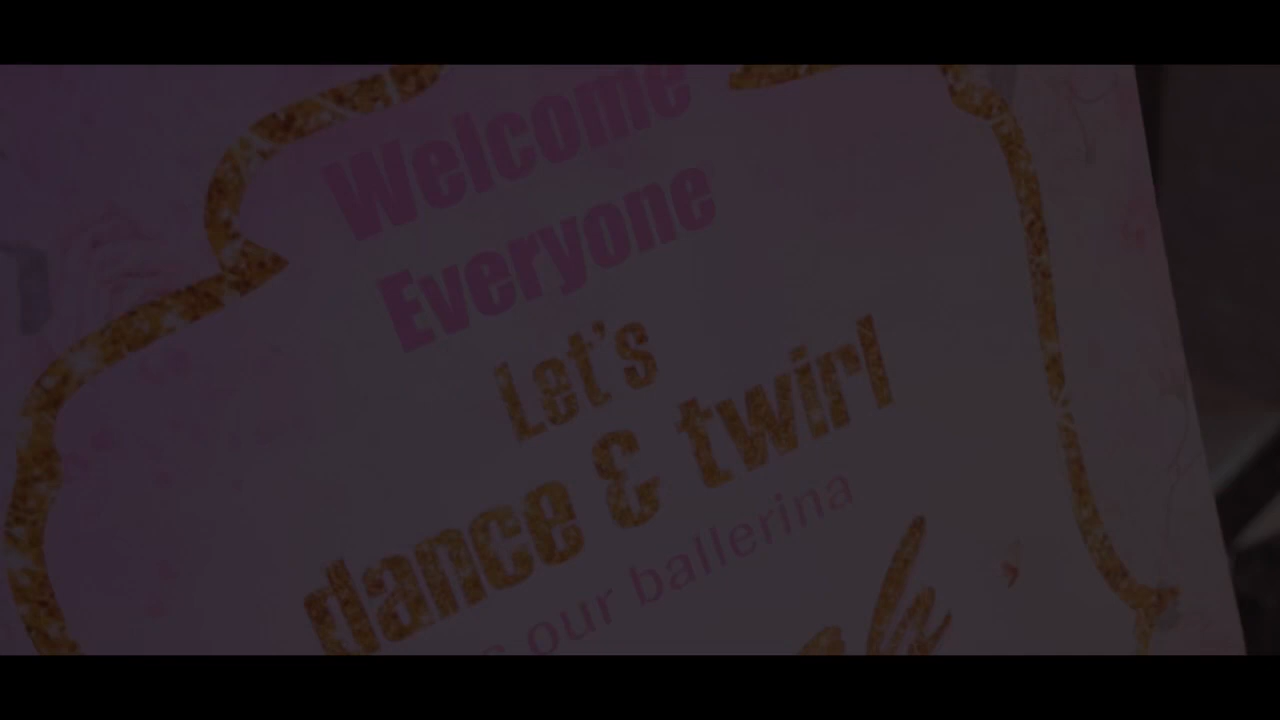 Welcome
Everyone
Let's
dance & twirl
our ballerina